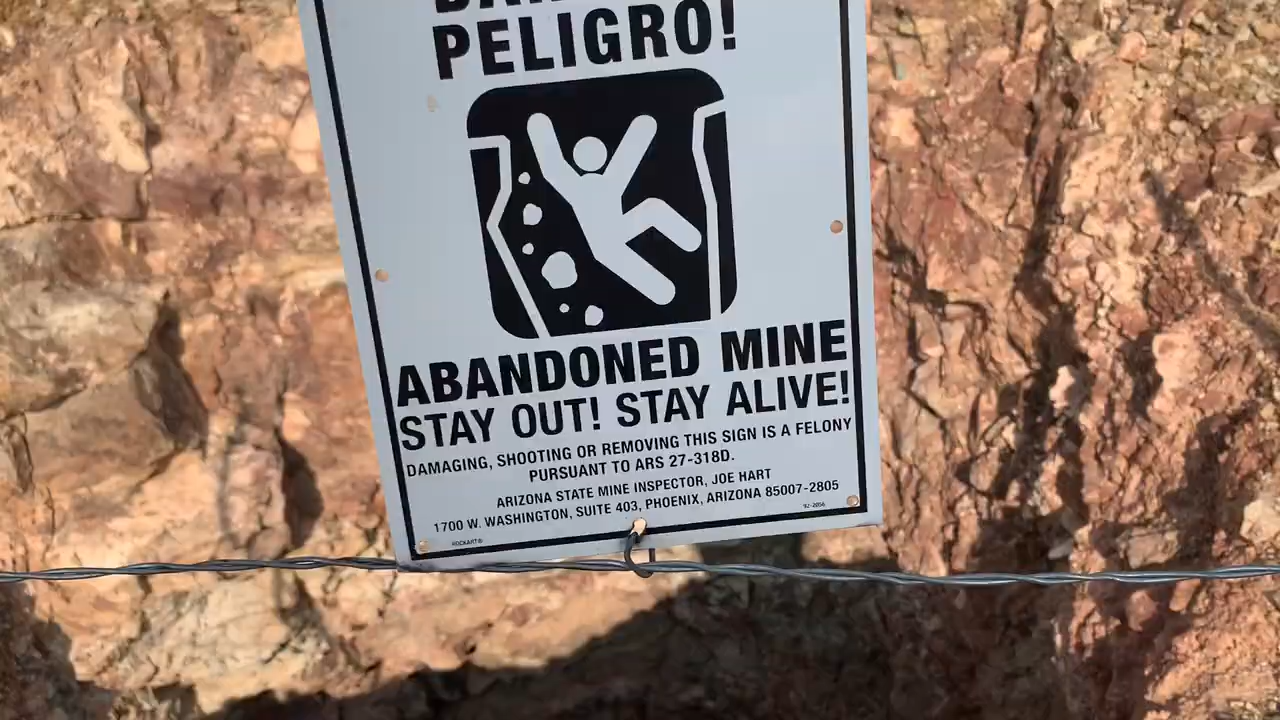 PELIGRO!
ABANDONED MINE
STAY OUT! STAY ALIVE!
DAMAGING, SHOOTING OR REMOVING THIS SIGN IS A FELONY
PURSUANT TO ARS 27-318D.
ARIZONA STATE MINE INSPECTOR, JOE HART
1700 W. WASHINGTON, SUITE 403, PHOENIX, ARIZONA 85007-2805